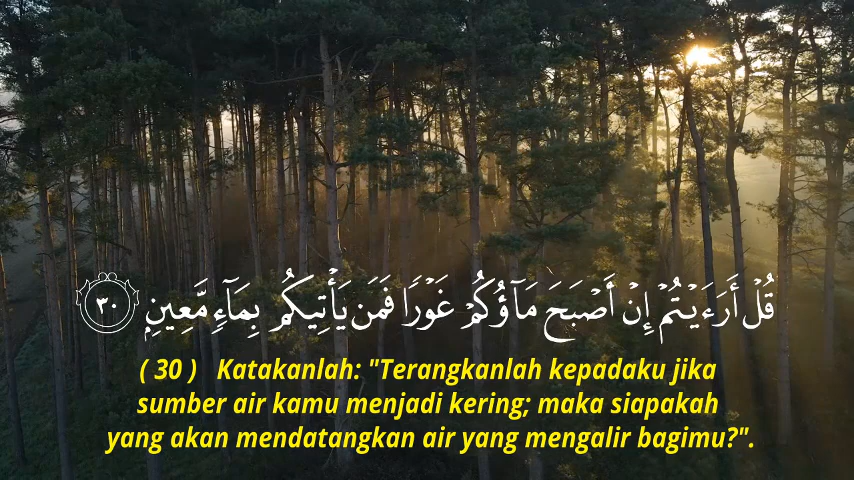 قُلۡ أَرَءَيۡتُمۡ إِنۡ أَصۡبَحَ مَآؤُكُمۡ غَوۡرٗا فَمَن يَأۡتِيكُم بِمَآءٖ مَّعِينِۭ ٣٠
( 30 ) Katakanlah: "Terangkanlah kepadaku jika
sumber air kamu menjadi kering; maka siapakah
yang akan mendatangkan air yang mengalir bagimu?".